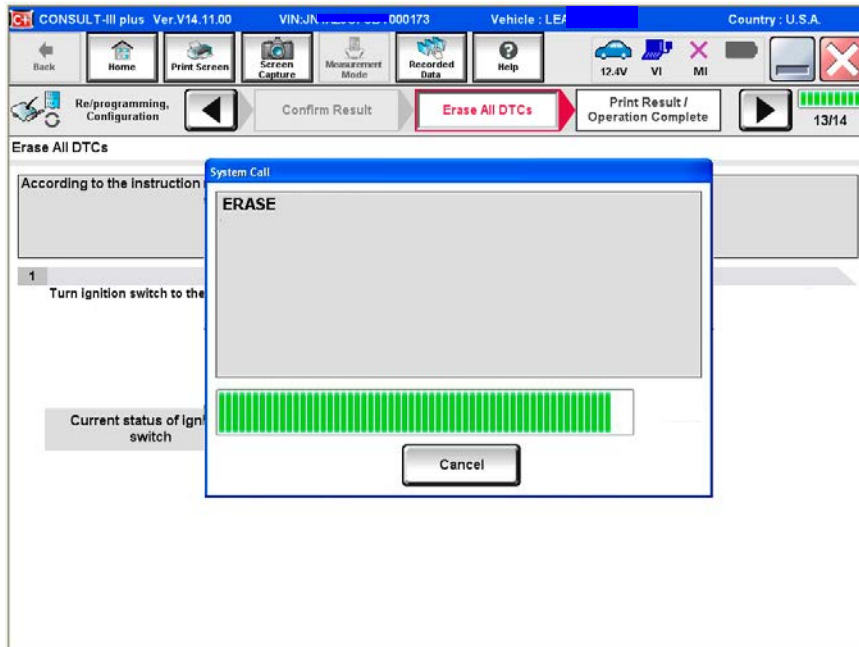 CONSULT-III plus Ver.V14.11.00 VIN:JN 000173 Vehicle : LEA Country : U.S.A.
Back
Home
Print Screen
Screen
Capture
Measurement
Mode
Recorded
Data
Help
12.4V
VI
MI
Re/programming,
Configuration
Confirm Result
Erase All DTCs
Print Result /
Operation Complete
13/14
Erase All DTCs
According to the instruction
System Call
ERASE
1
Turn ignition switch to the
Current status of igni
switch
Cancel